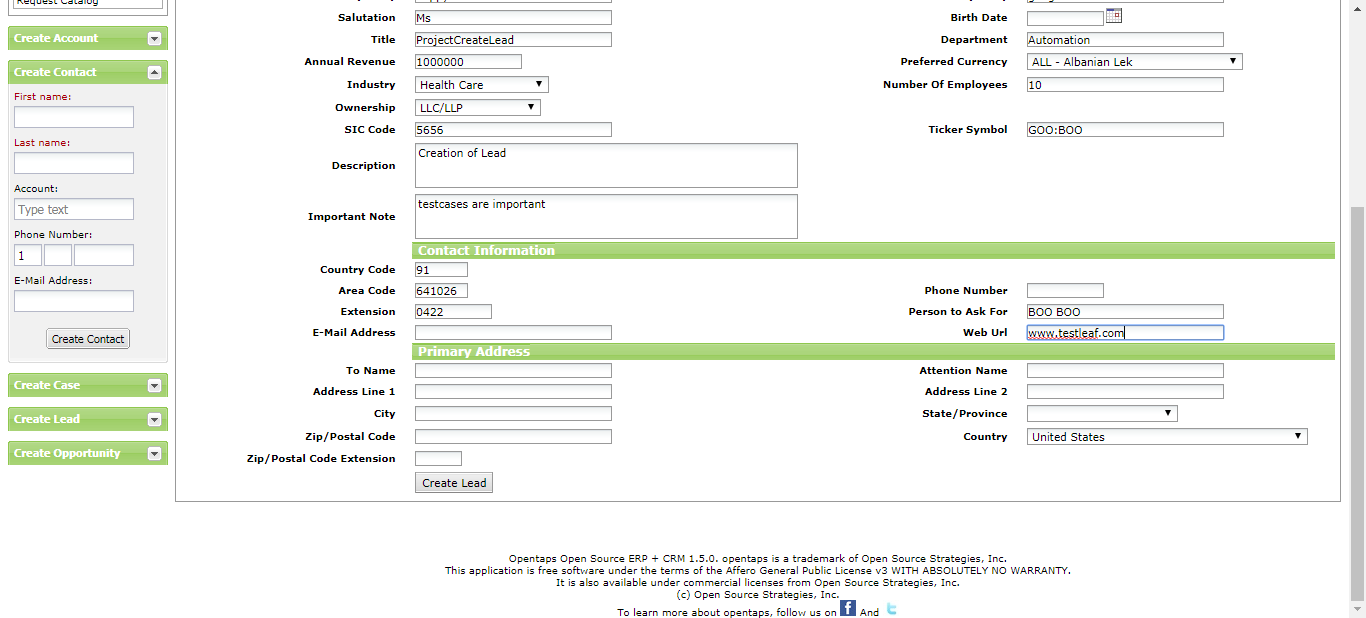 Request Catalog
Create Account
Create Contact
First name:
Last name:
Account:
Type text
Phone Number:
1
E-Mail Address:
Create Contact
Create Case
Create Lead
Create Opportunity
Salutation Ms Birth Date
Title ProjectCreateLead Department Automation
Annual Revenue 1000000 Preferred Currency ALL - Albanian Lek
Industry Health Care Number Of Employees 10
Ownership LLC/LLP
SIC Code 5656 Ticker Symbol GOO:BOO
Description Creation of Lead
Important Note testcases are important
Contact Information
Country Code 91
Area Code 641026 Phone Number
Extension 0422 Person to Ask For BOO BOO
E-Mail Address Web Url www.testleaf.com
Primary Address
To Name Attention Name
Address Line 1 Address Line 2
City State/Province
Zip/Postal Code Country United States
Zip/Postal Code Extension
Create Lead
Opentaps Open Source ERP + CRM 1.5.0. opentaps is a trademark of Open Source Strategies, Inc.
This application is free software under the terms of the Affero General Public License v3 WITH ABSOLUTELY NO WARRANTY.
It is also available under commercial licenses from Open Source Strategies, Inc.
(c) Open Source Strategies, Inc.
To learn more about opentaps, follow us on f And t